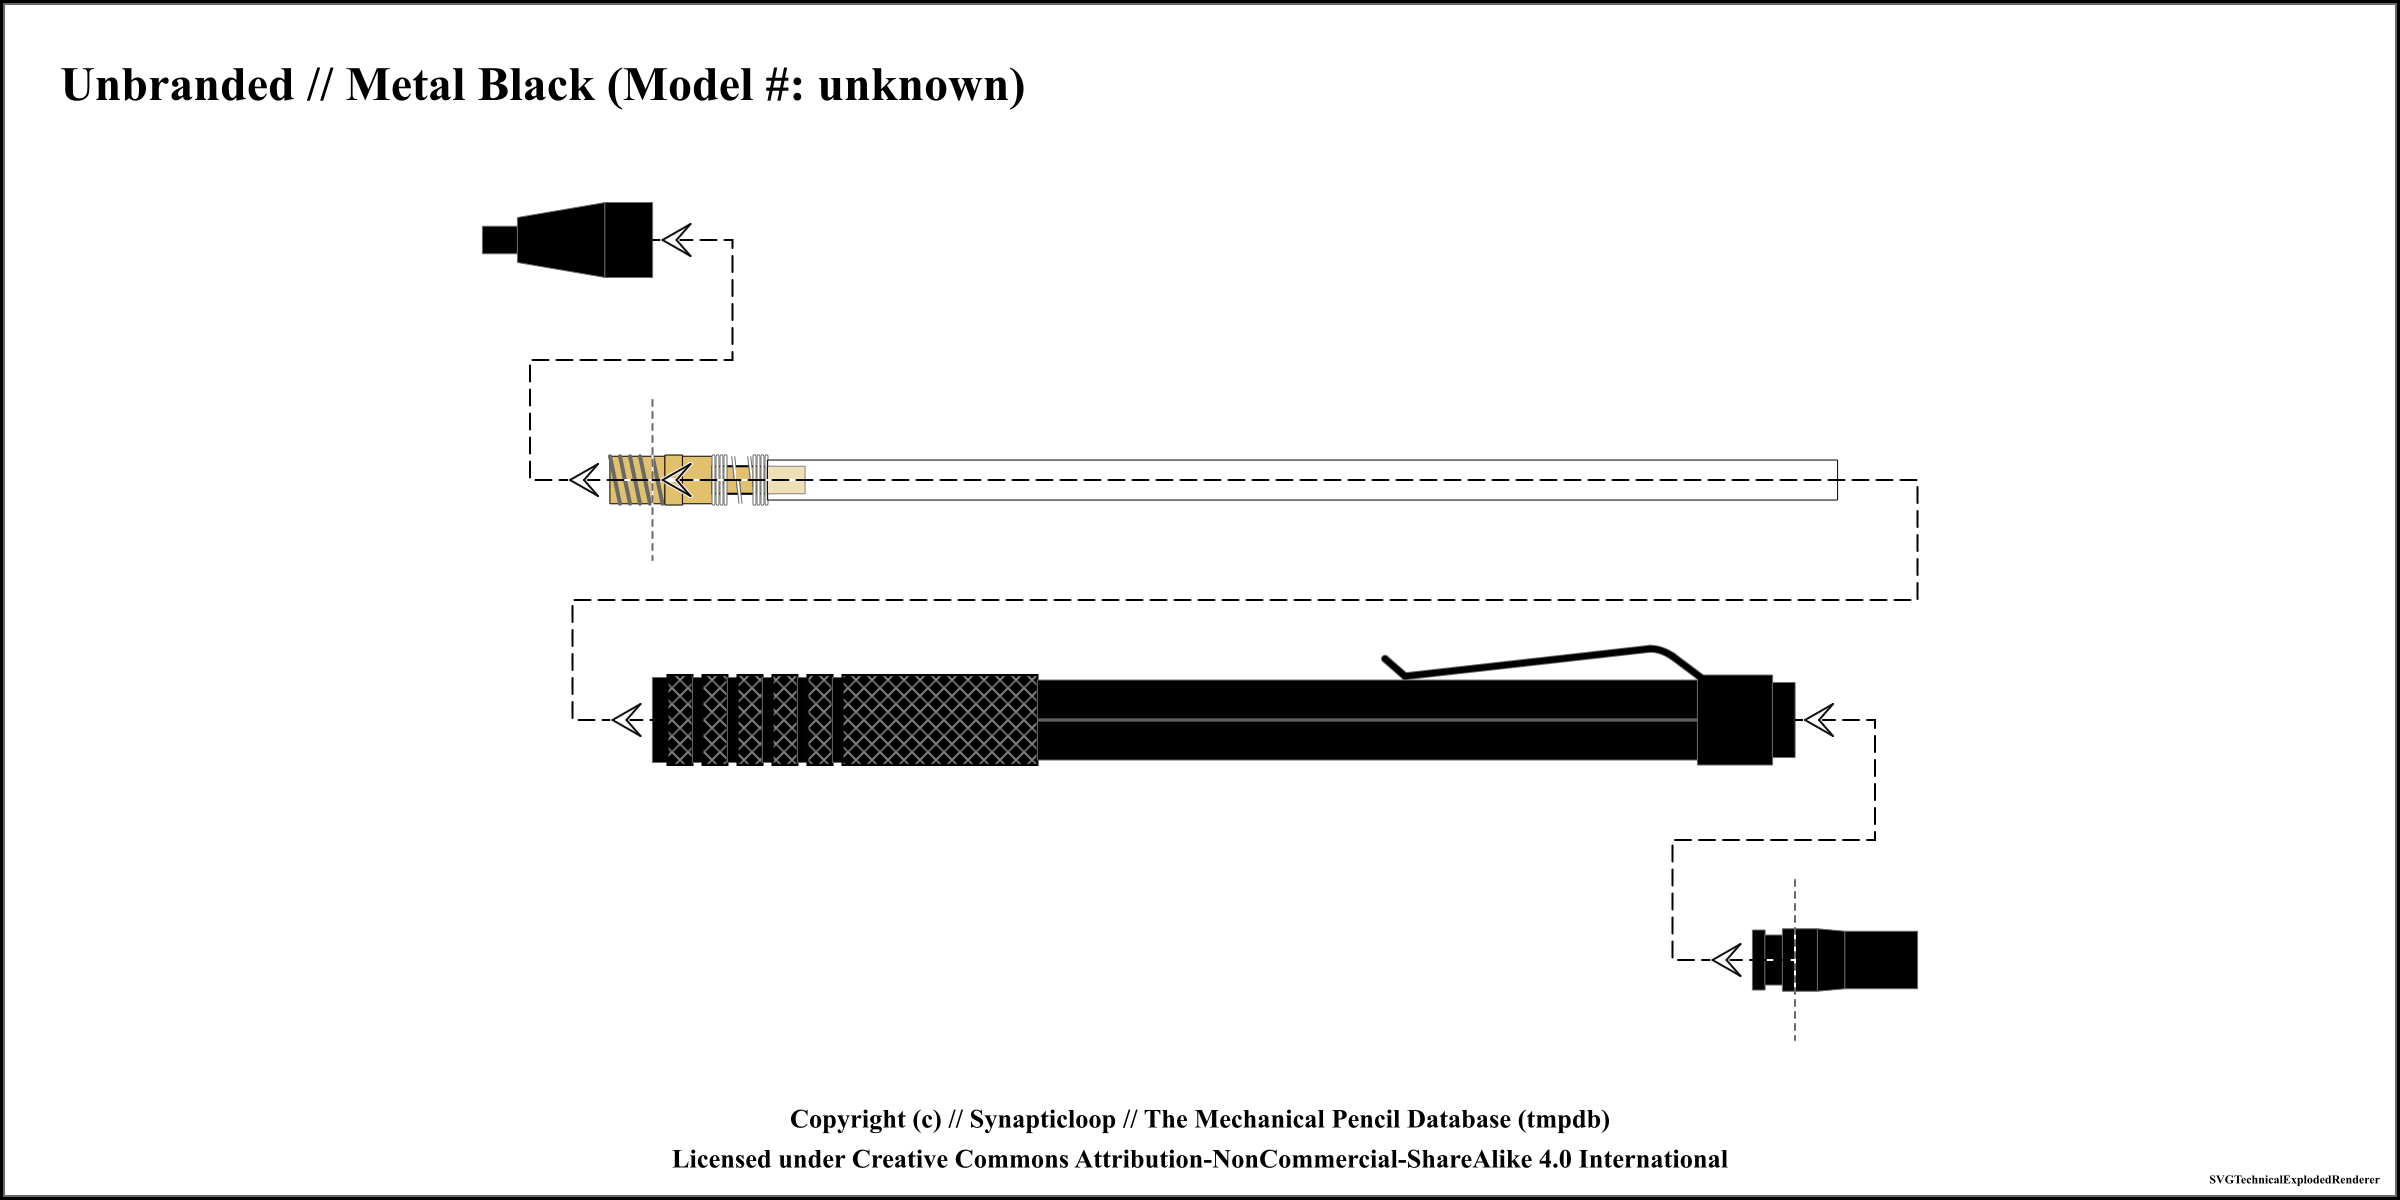 Unbranded // Metal Black (Model #: unknown)
Copyright (c) // Synapticloop // The Mechanical Pencil Database (tmpdb)
Licensed under Creative Commons Attribution-NonCommercial-ShareAlike 4.0 International
SVGTechnicalExplodedRenderer